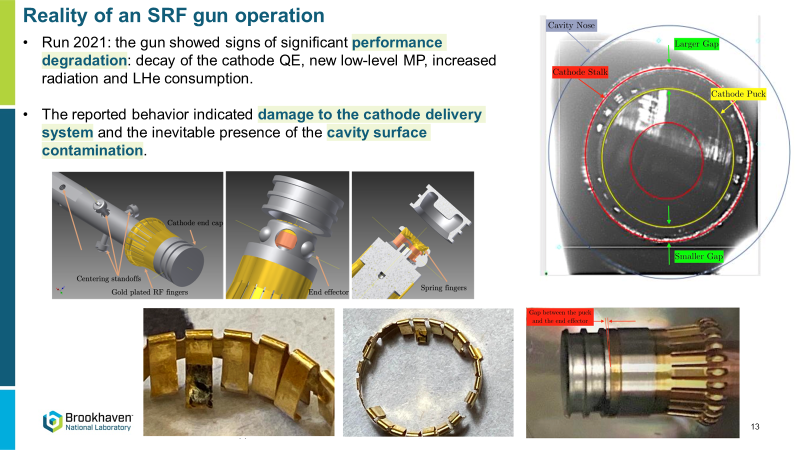 Reality of an SRF gun operation
• Run 2021: the gun showed signs of significant performance
degradation: decay of the cathode QE, new low-level MP, increased
radiation and LHe consumption.
• The reported behavior indicated damage to the cathode delivery
system and the inevitable presence of the cavity surface
contamination.
Cavity Nose
Larger Gap
Cathode Stalk
Cathode Puck
Smaller Gap
Cathode end cap
Centering standoffs
Gold plated RF fingers
End effector
Spring fingers
Gap between the puck
and the end effector
Brookhaven
National Laboratory
13